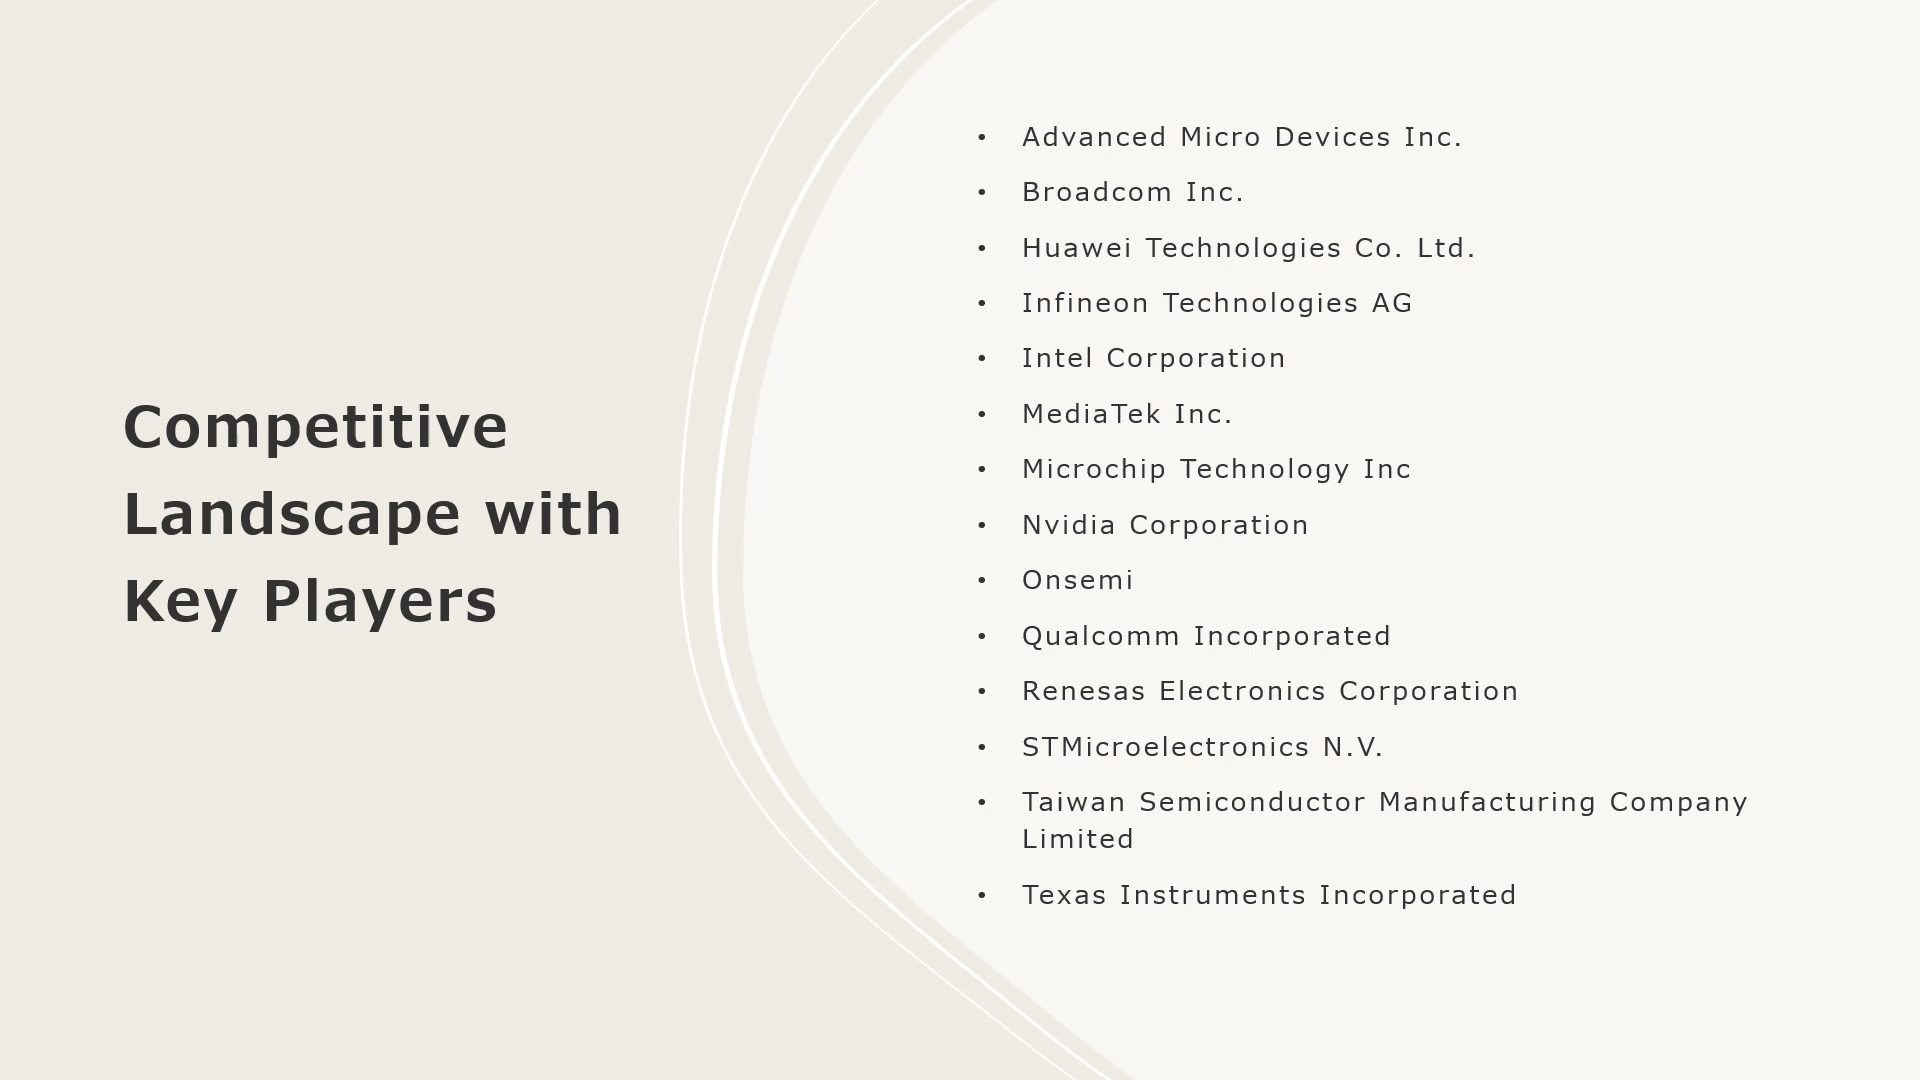 Competitive
Landscape with
Key Players
• Advanced Micro Devices Inc.
• Broadcom Inc.
• Huawei Technologies Co. Ltd.
• Infineon Technologies AG
• Intel Corporation
• MediaTek Inc.
• Microchip Technology Inc
• Nvidia Corporation
• Onsemi
• Qualcomm Incorporated
• Renesas Electronics Corporation
• STMicroelectronics N.V.
• Taiwan Semiconductor Manufacturing Company
Limited
• Texas Instruments Incorporated